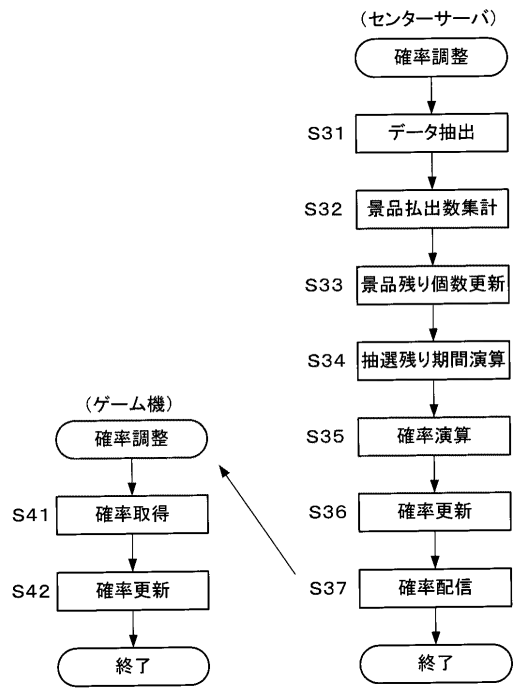 (センターサーバ)
確率調整
S31 データ抽出
S32 景品払出数集計
S33 景品残り個数更新
S34 抽選残り期間演算
S35 確率演算
S36 確率更新
S37 確率配信
終了
(ゲーム機)
確率調整
S41 確率取得
S42 確率更新
終了